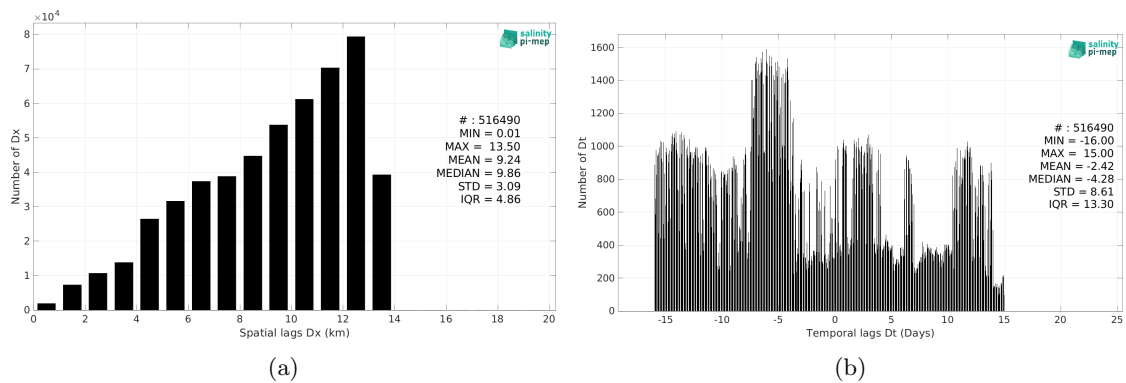 ×10⁴
8
7
6
5
4
3
2
1
0
Number of Dx
salinity
pi-mep
# : 516490
MIN = 0.01
MAX = 13.50
MEAN = 9.24
MEDIAN = 9.86
STD = 3.09
IQR = 4.86
0 2 4 6 8 10 12 14 16 18 20
Spatial lags Dx (km)
(a)
1600
1400
1200
1000
800
600
400
200
0
Number of Dt
salinity
pi-mep
# : 516490
MIN = -16.00
MAX = 15.00
MEAN = -2.42
MEDIAN = -4.28
STD = 8.61
IQR = 13.30
-15 -10 -5 0 5 10 15 20 25
Temporal lags Dt (Days)
(b)